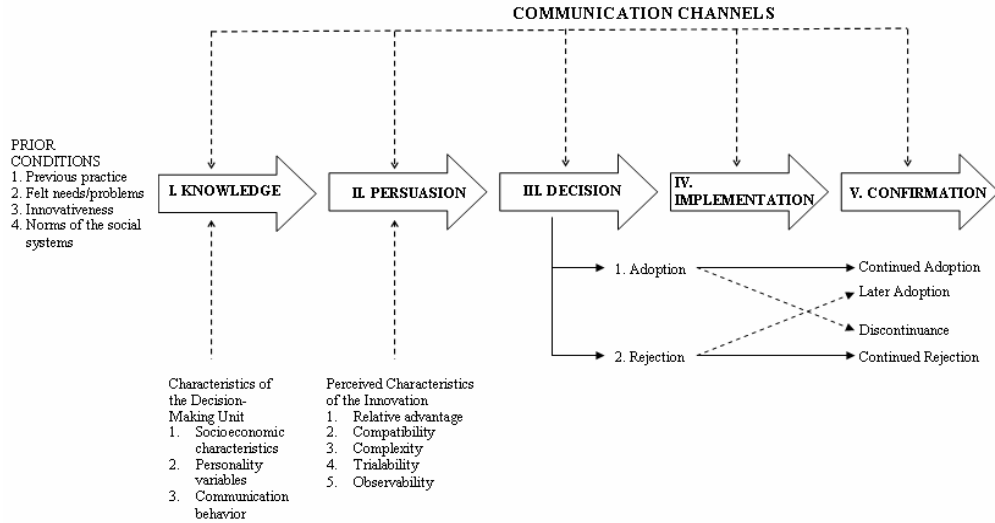 COMMUNICATION CHANNELS
PRIOR
CONDITIONS
1. Previous practice
2. Felt needs/problems
3. Innovativeness
4. Norms of the social
systems
I. KNOWLEDGE
II. PERSUASION
III. DECISION
IV.
IMPLEMENTATION
V. CONFIRMATION
1. Adoption
2. Rejection
Continued Adoption
Later Adoption
Discontinuance
Continued Rejection
Characteristics of
the Decision-
Making Unit
1. Socioeconomic
characteristics
2. Personality
variables
3. Communication
behavior
Perceived Characteristics
of the Innovation
1. Relative advantage
2. Compatibility
3. Complexity
4. Trialability
5. Observability